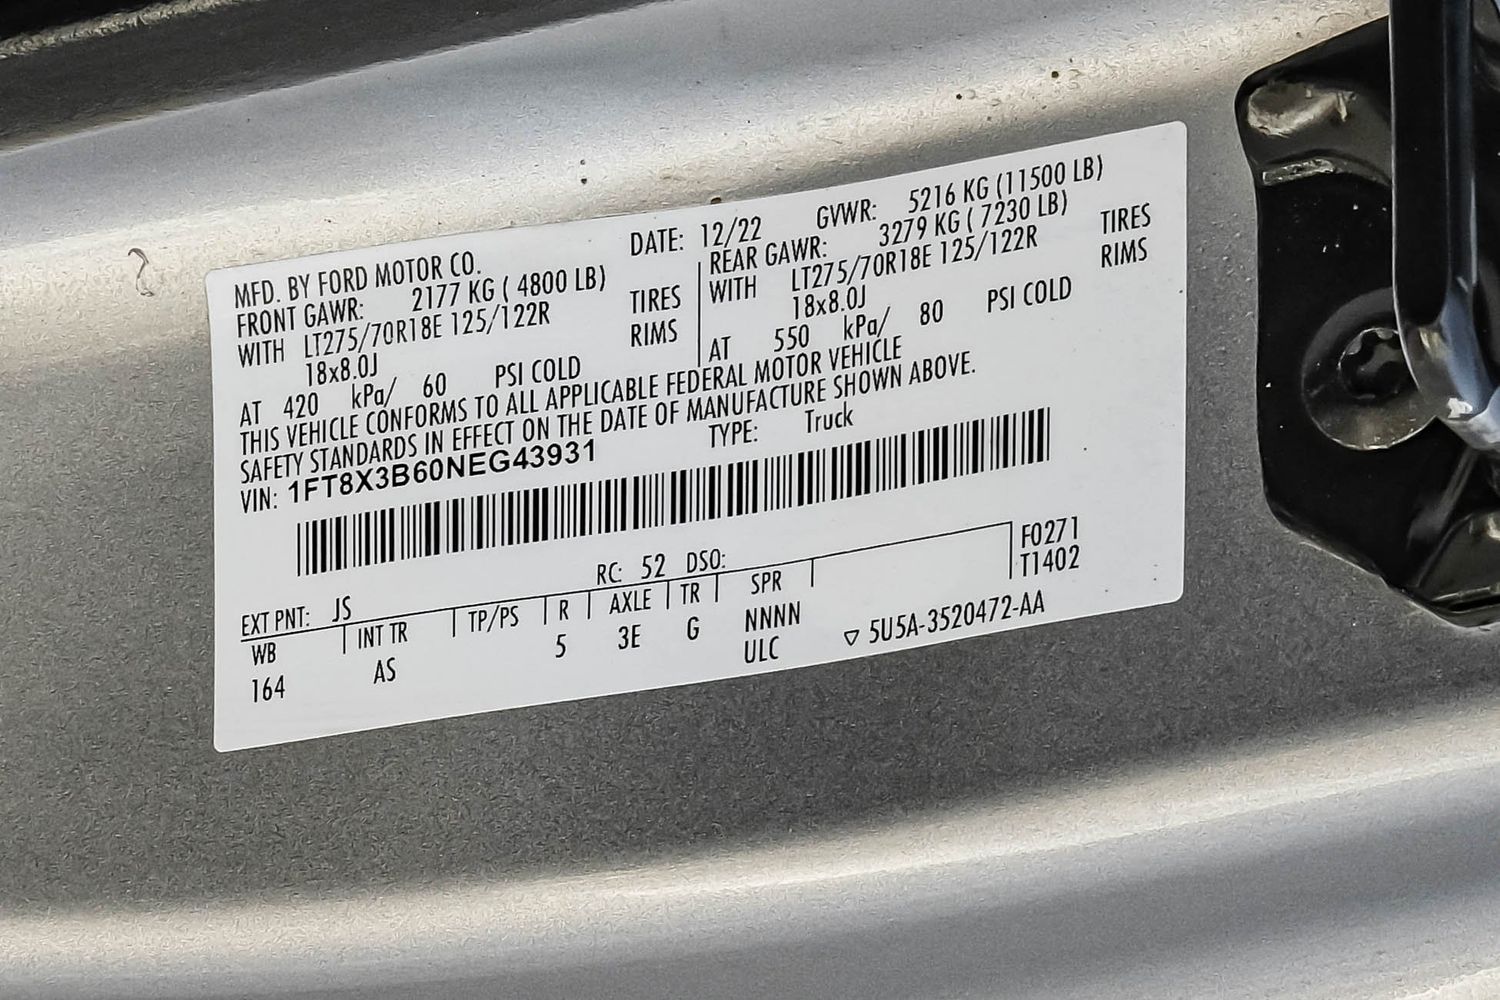 MFD. BY FORD MOTOR CO. DATE: 12/22 GVWR: 5216 KG (11500 LB)
FRONT GAWR: 2177 KG ( 4800 LB)
WITH LT275/70R18E 125/122R TIRES
18x8.0J RIMS
AT 420 kPa/ 60 PSI COLD
REAR GAWR: 3279 KG ( 7230 LB)
WITH LT275/70R18E 125/122R TIRES
18x8.0J RIMS
AT 550 kPa/ 80 PSI COLD
THIS VEHICLE CONFORMS TO ALL APPLICABLE FEDERAL MOTOR VEHICLE
SAFETY STANDARDS IN EFFECT ON THE DATE OF MANUFACTURE SHOWN ABOVE.
VIN: 1FT8X3B60NEG43931 TYPE: Truck
F0271
T1402
EXT PNT: JS RC: 52 DSO:
WB INT TR TP/PS R AXLE TR SPR
164 AS 5 3E G NNNN
ULC
▽ 5U5A-3520472-AA